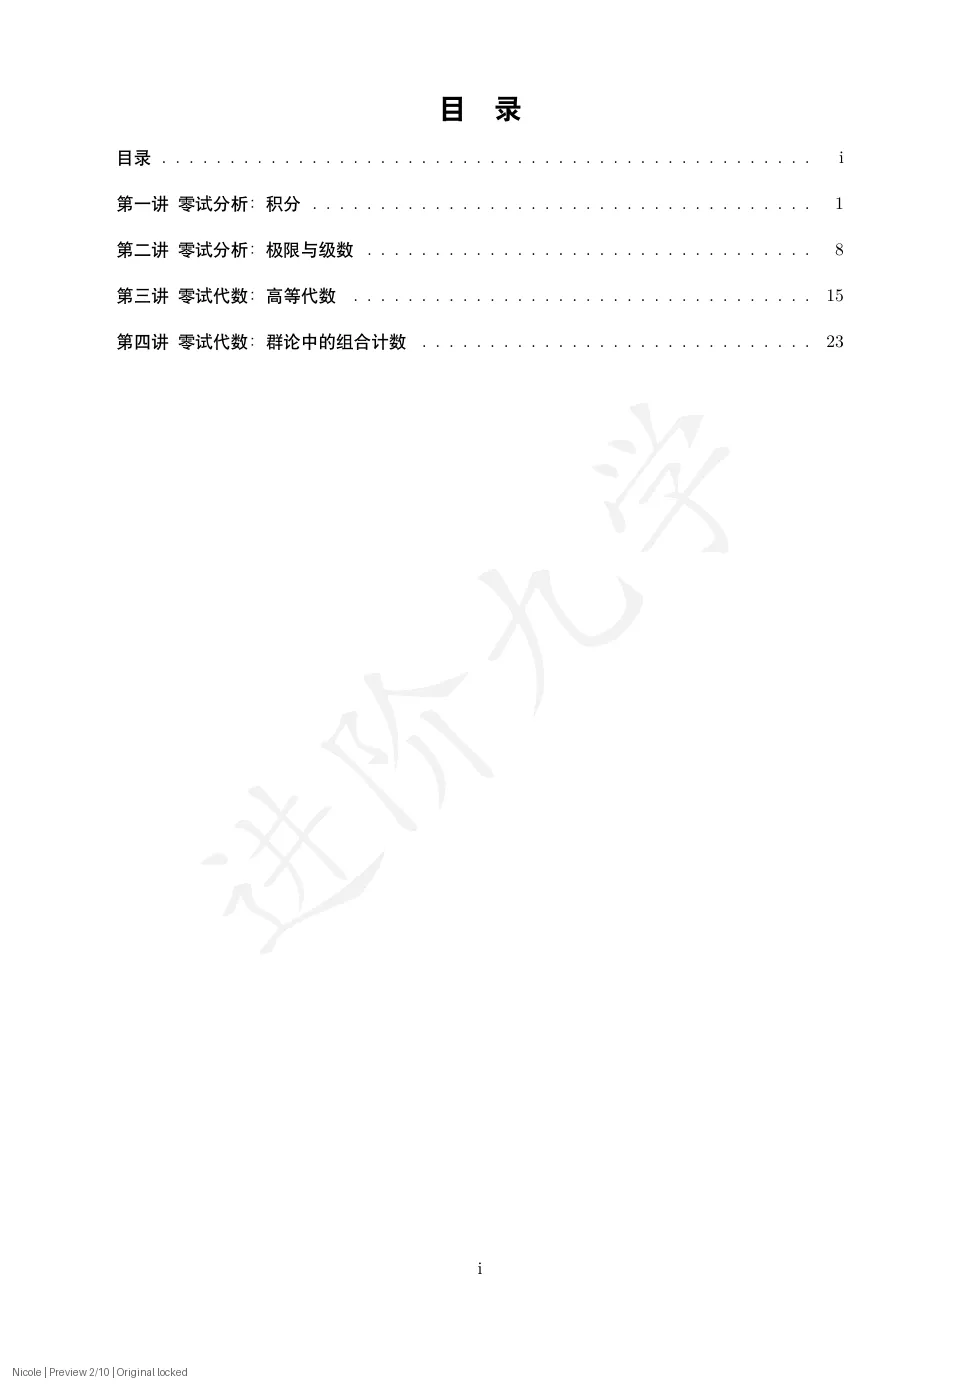 目 录
目录 . . . . . . . . . . . . . . . . . . . . . . . . . . . . . . . . . . . . . . . . . . . . . . . . i
第一讲 零试分析：积分 . . . . . . . . . . . . . . . . . . . . . . . . . . . . . . . . . . . . . 1
第二讲 零试分析：极限与级数 . . . . . . . . . . . . . . . . . . . . . . . . . . . . . . . . . 8
第三讲 零试代数：高等代数 . . . . . . . . . . . . . . . . . . . . . . . . . . . . . . . . . . 15
第四讲 零试代数：群论中的组合计数 . . . . . . . . . . . . . . . . . . . . . . . . . . . . . 23
进阶九学
i
Nicole | Preview 2/10 | Original locked